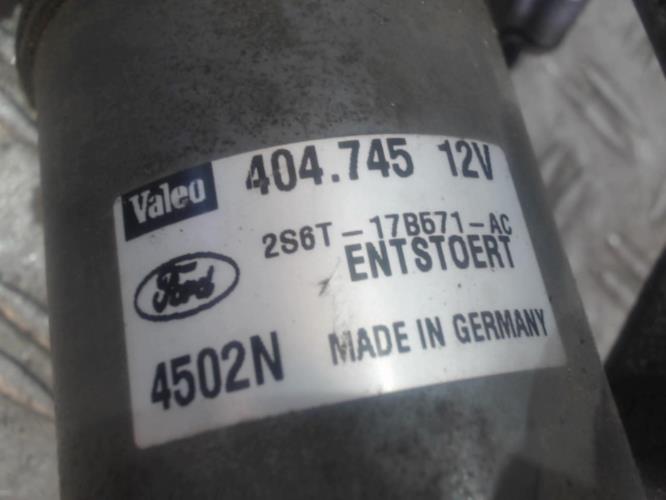 Valeo 404.745 12V
2S6T-17B571-AC
Ford ENTSTOERT
4502N MADE IN GERMANY